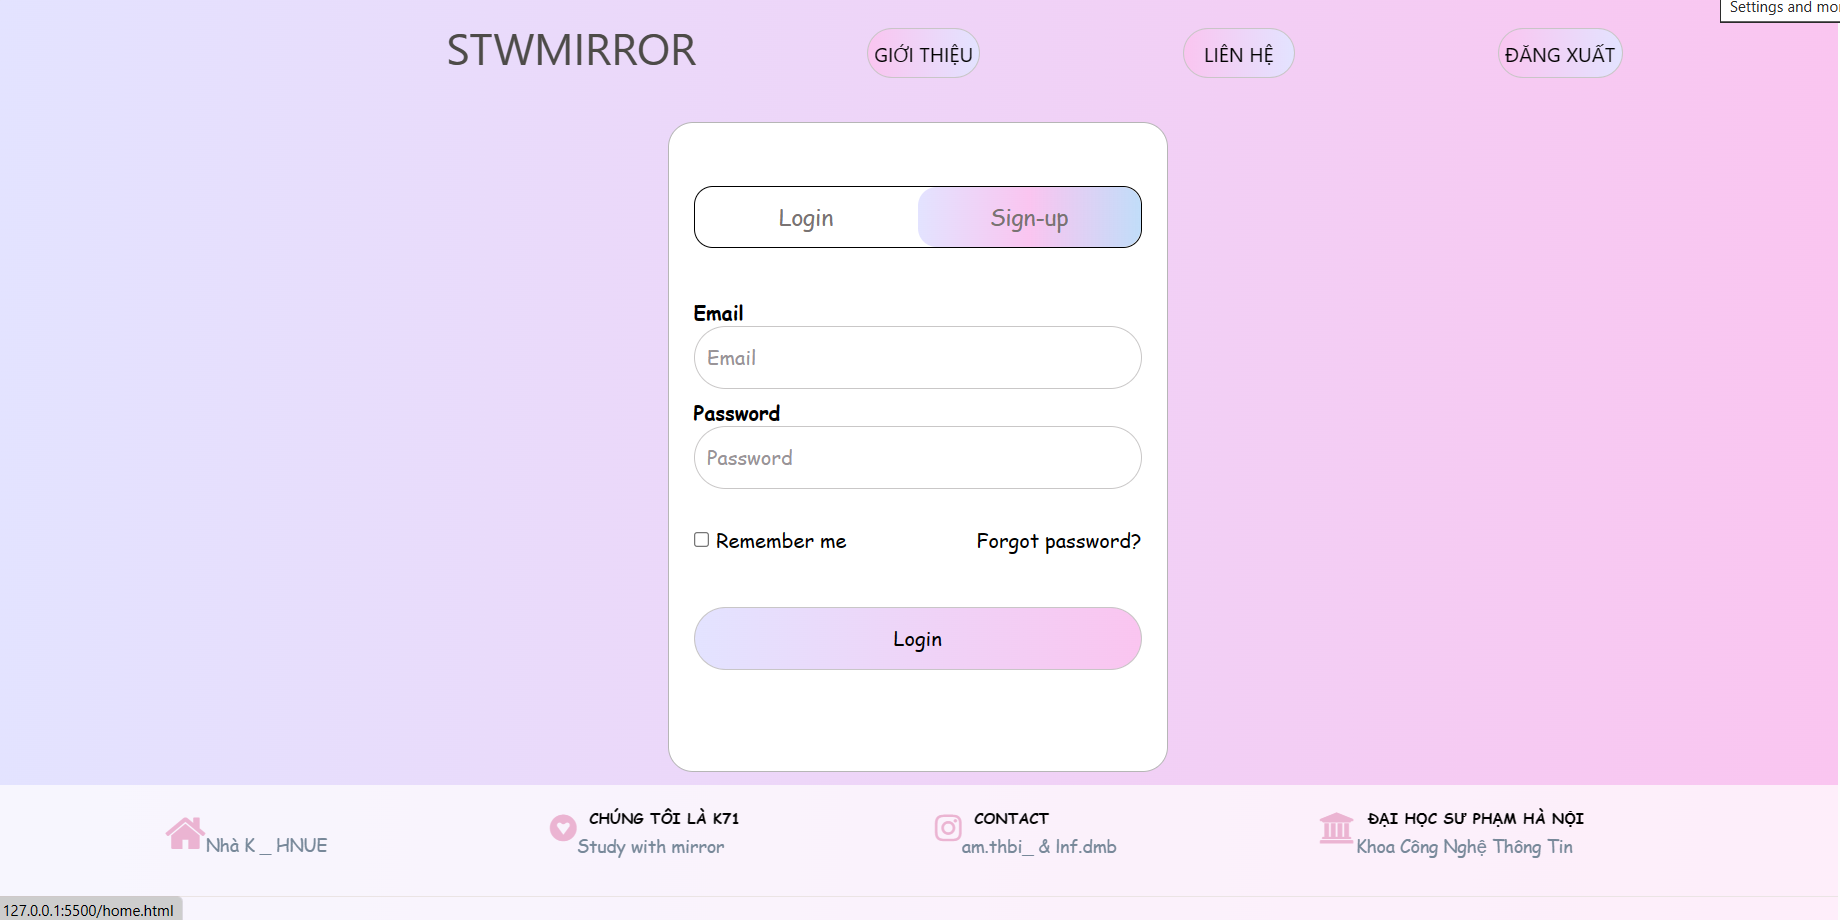 Settings and mor
STWMIRROR
GIỚI THIỆU
LIÊN HỆ
ĐĂNG XUẤT
Login
Sign-up
Email
Email
Password
Password
Remember me
Forgot password?
Login
Nhà K _ HNUE
CHÚNG TÔI LÀ K71
Study with mirror
CONTACT
am.thbi_ & lnf.dmb
ĐẠI HỌC SƯ PHẠM HÀ NỘI
Khoa Công Nghệ Thông Tin
127.0.0.1:5500/home.html